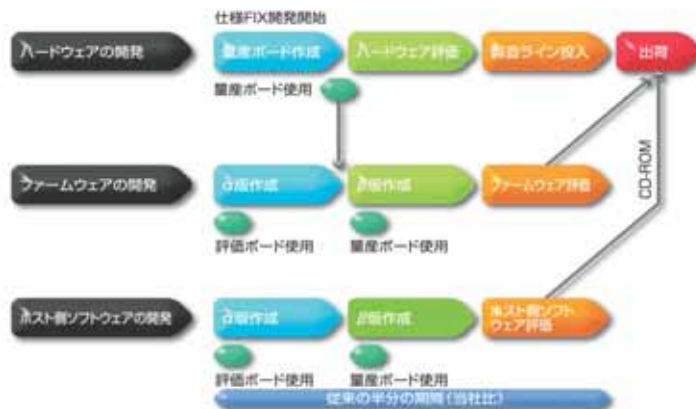 仕様FIX開発開始
ハードウェアの開発
量産ボード作成
ハードウェア評価
製造ライン投入
出荷
量産ボード使用
ファームウェアの開発
α版作成
β版作成
ファームウェア評価
CD-ROM
評価ボード使用
量産ボード使用
ホスト側ソフトウェアの開発
α版作成
β版作成
ホスト側ソフト
ウェア評価
評価ボード使用
量産ボード使用
従来の半分の期間（当社比）